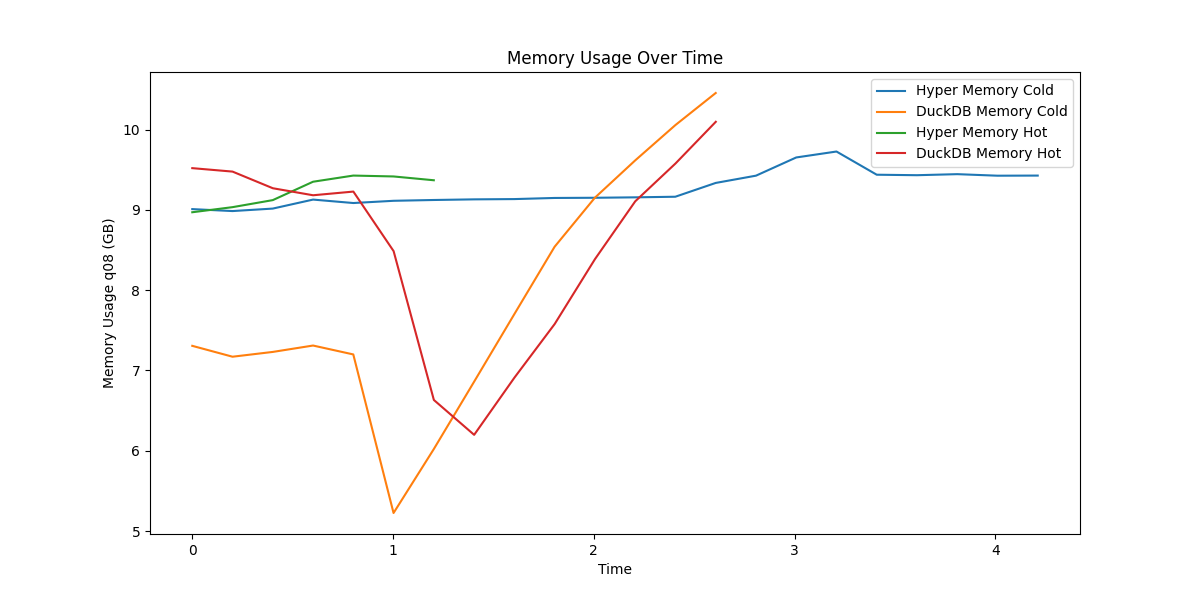 Memory Usage Over Time
Hyper Memory Cold
DuckDB Memory Cold
Hyper Memory Hot
DuckDB Memory Hot
Memory Usage q08 (GB)
10
9
8
7
6
5
0 1 2 3 4
Time